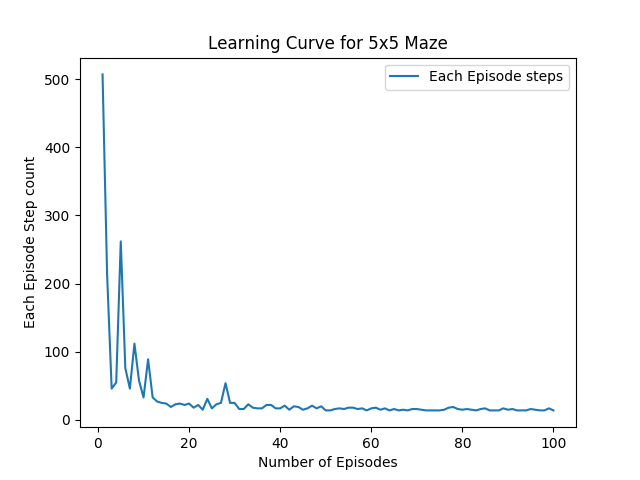 Learning Curve for 5x5 Maze
Each Episode steps
Each Episode Step count
500
400
300
200
100
0
0 20 40 60 80 100
Number of Episodes